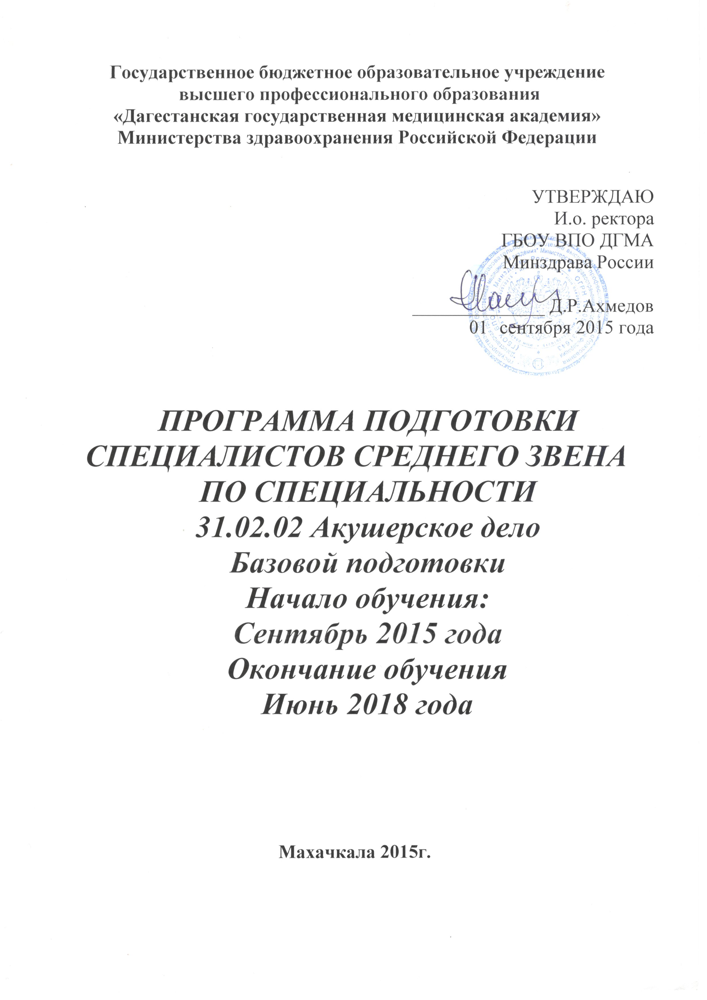 Государственное бюджетное образовательное учреждение
высшего профессионального образования
«Дагестанская государственная медицинская академия»
Министерства здравоохранения Российской Федерации
УТВЕРЖДАЮ
И.о. ректора
ГБОУ ВПО ДГМА
Минздрава России
Д.Р.Ахмедов
01 сентября 2015 года
ПРОГРАММА ПОДГОТОВКИ
СПЕЦИАЛИСТОВ СРЕДНЕГО ЗВЕНА
ПО СПЕЦИАЛЬНОСТИ
31.02.02 Акушерское дело
Базовой подготовки
Начало обучения:
Сентябрь 2015 года
Окончание обучения
Июнь 2018 года
Махачкала 2015г.